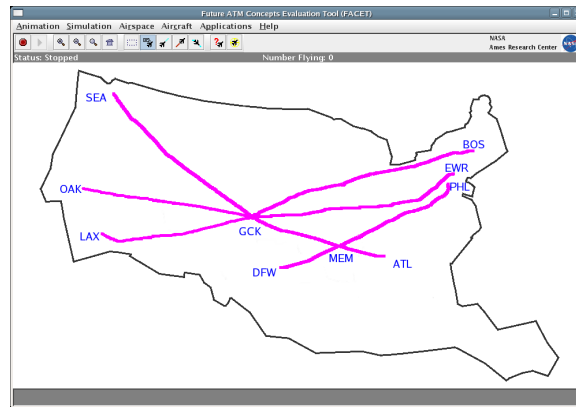 Future ATM Concepts Evaluation Tool (FACET)
Animation Simulation Airspace Aircraft Applications Help
NASA
Ames Research Center
Status: Stopped Number Flying: 0
SEA
BOS
EWR
OAK
PHL
GCK
LAX
MEM
ATL
DFW